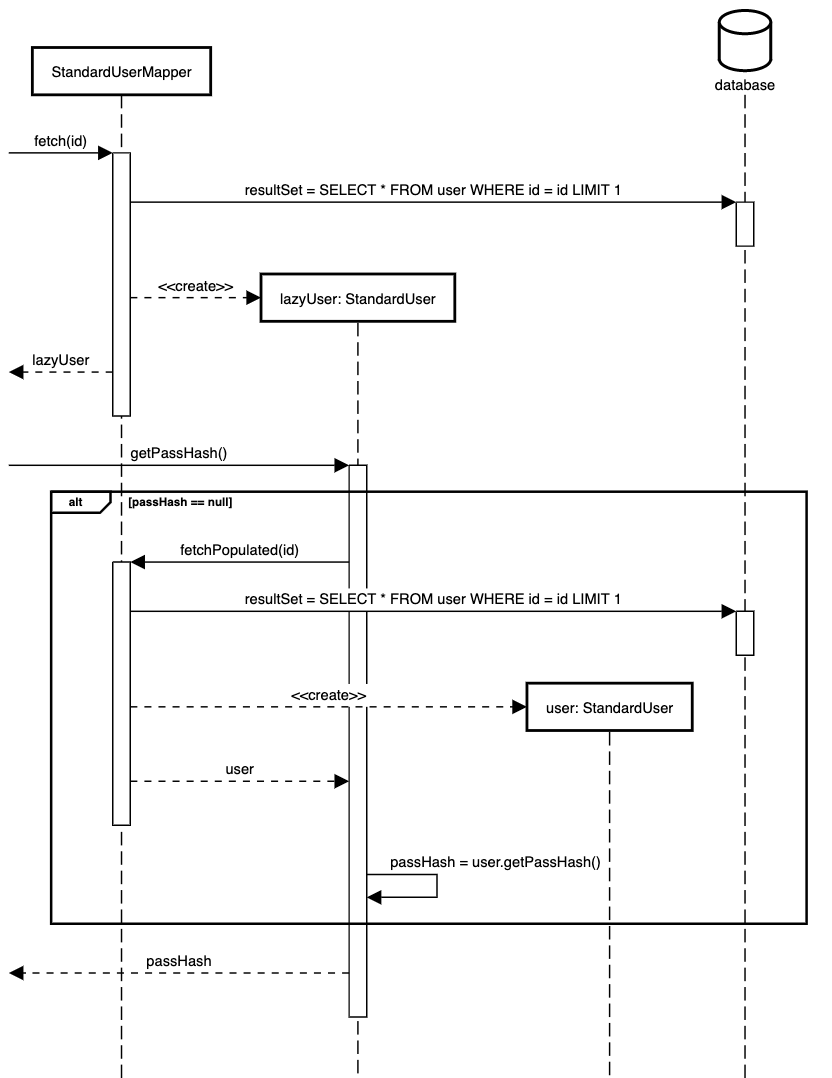 StandardUserMapper
database
fetch(id)
resultSet = SELECT * FROM user WHERE id = id LIMIT 1
<<create>>
lazyUser: StandardUser
lazyUser
getPassHash()
alt
[passHash == null]
fetchPopulated(id)
resultSet = SELECT * FROM user WHERE id = id LIMIT 1
<<create>>
user: StandardUser
user
passHash = user.getPassHash()
passHash